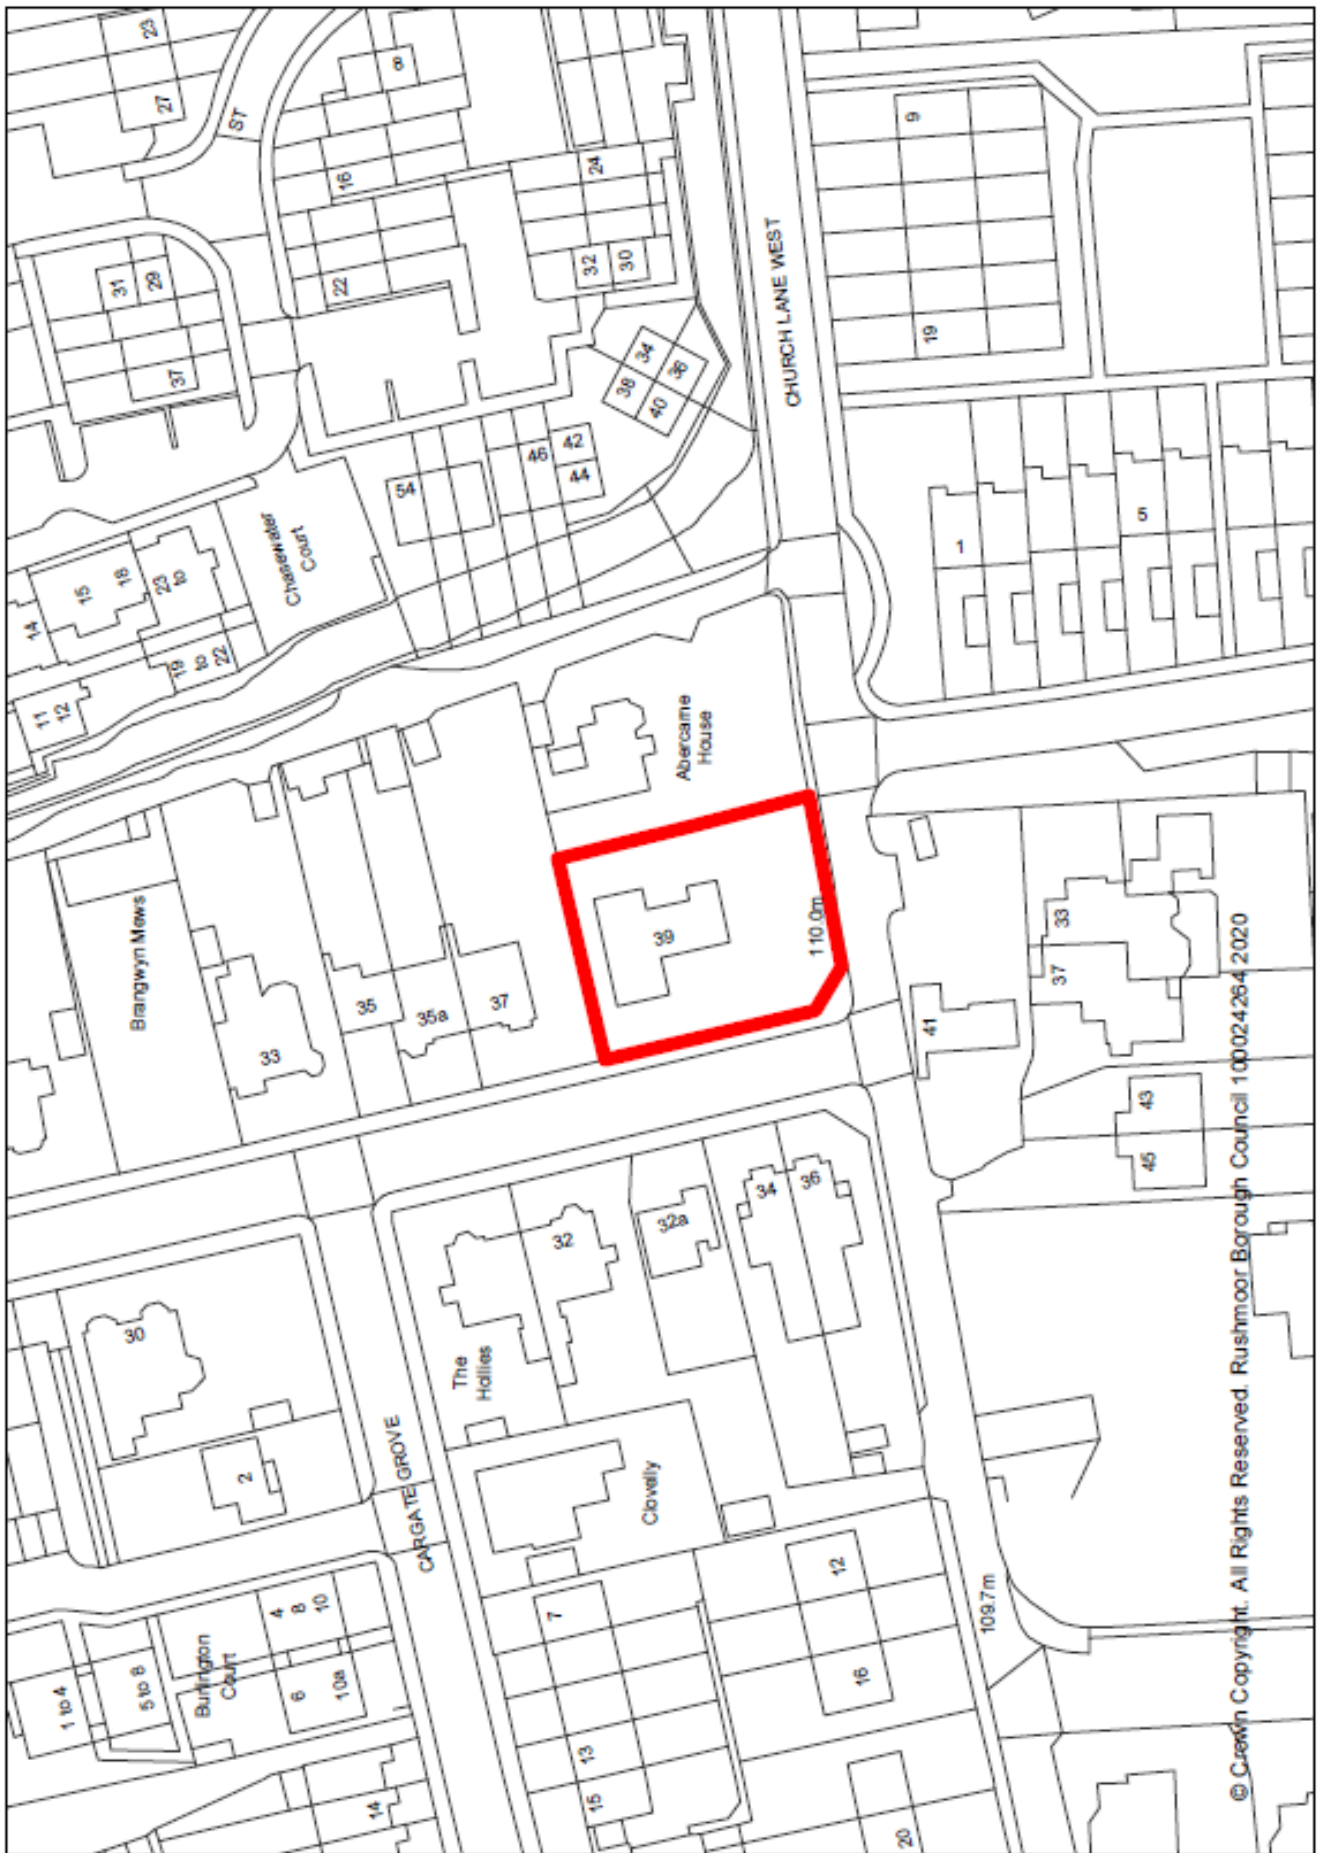 23
27
ST
8
16
24
31
29
22
32
30
37
34
38
36
40
42
46
44
54
CHURCH LANE WEST
9
19
1
5
Chasewater
Court
14
15
18
23
to
19
to
22
11
12
Abercarne
House
Brangwyn Mews
33
35
35a
37
39
110.0m
33
37
41
43
45
30
2
CARGATE GROVE
The
Hollies
32
32a
34
36
Clovelly
7
13
15
12
16
20
109.7m
1 to 4
5 to 8
Burlington
Court
4
8
10
6
10a
14
© Crown Copyright. All Rights Reserved. Rushmoor Borough Council 100024264 2020